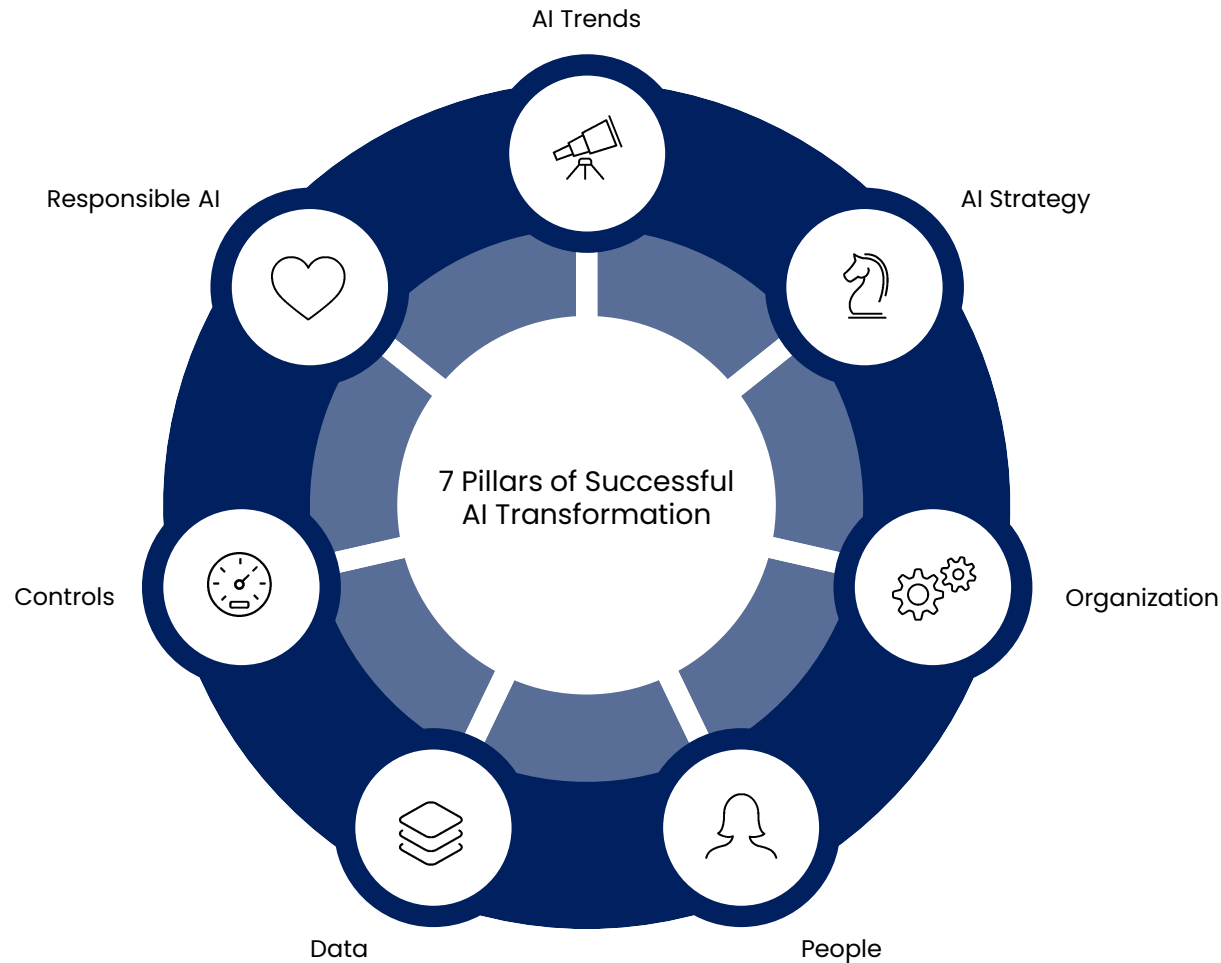 AI Trends
Responsible AI
AI Strategy
7 Pillars of Successful
AI Transformation
Controls
Organization
Data
People